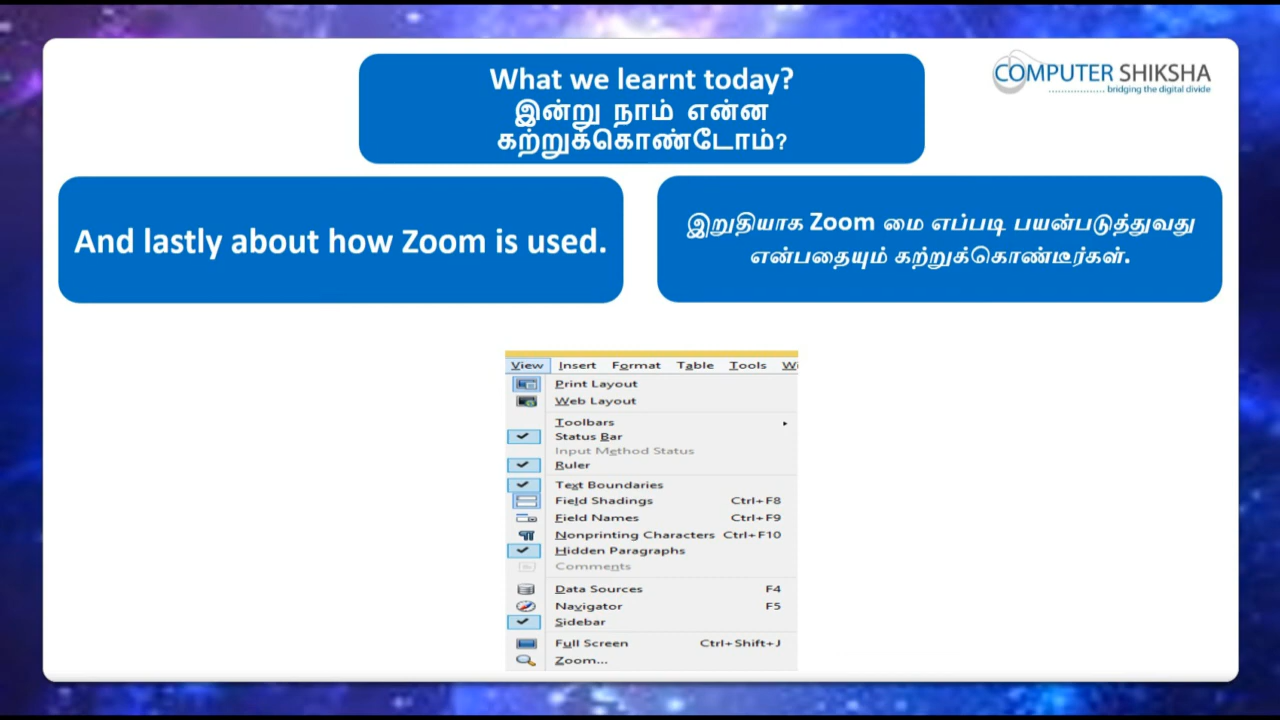 What we learnt today?
இன்று நாம் என்ன
கற்றுக்கொண்டோம்?
COMPUTER SHIKSHA
bridging the digital divide
And lastly about how Zoom is used.
இறுதியாக Zoom மை எப்படி பயன்படுத்துவது
என்பதையும் கற்றுக்கொண்டீர்கள்.
View Insert Format Table Tools
Print Layout
Web Layout
Toolbars
Status Bar
Input Method Status
Ruler
Text Boundaries
Field Shadings Ctrl+F8
Field Names Ctrl+F9
Nonprinting Characters Ctrl+F10
Hidden Paragraphs
Comments
Data Sources F4
Navigator F5
Sidebar
Full Screen Ctrl+Shift+J
Zoom...